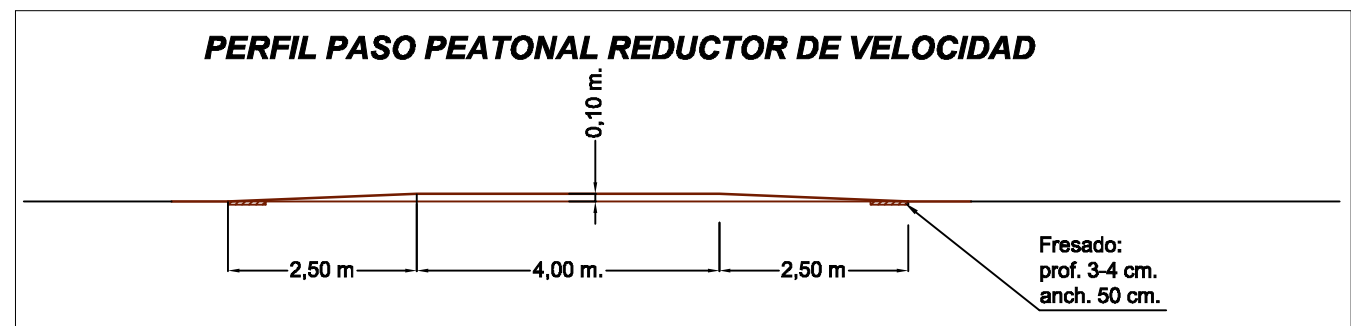 PERFIL PASO PEATONAL REDUCTOR DE VELOCIDAD
0,10 m.
2,50 m
4,00 m.
2,50 m
Fresado:
prof. 3-4 cm.
anch. 50 cm.